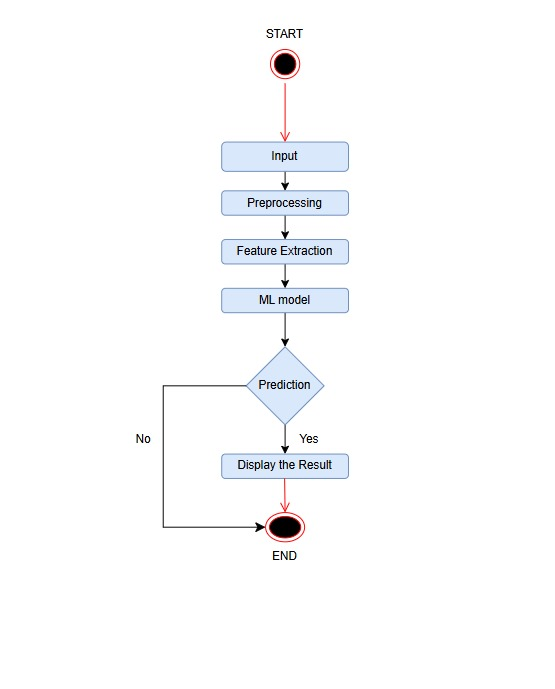 START
Input
Preprocessing
Feature Extraction
ML model
Prediction
No
Yes
Display the Result
END